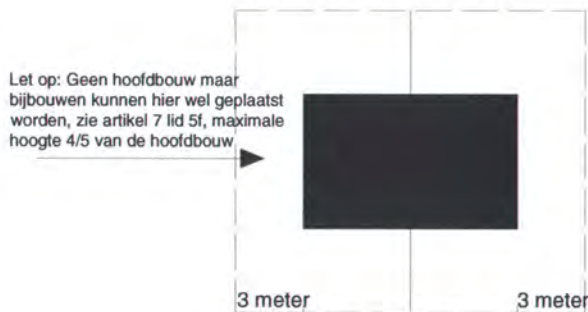 Let op: Geen hoofdbouw maar
bijbouwen kunnen hier wel geplaatst
worden, zie artikel 7 lid 5f, maximale
hoogte 4/5 van de hoofdbouw
3 meter
3 meter